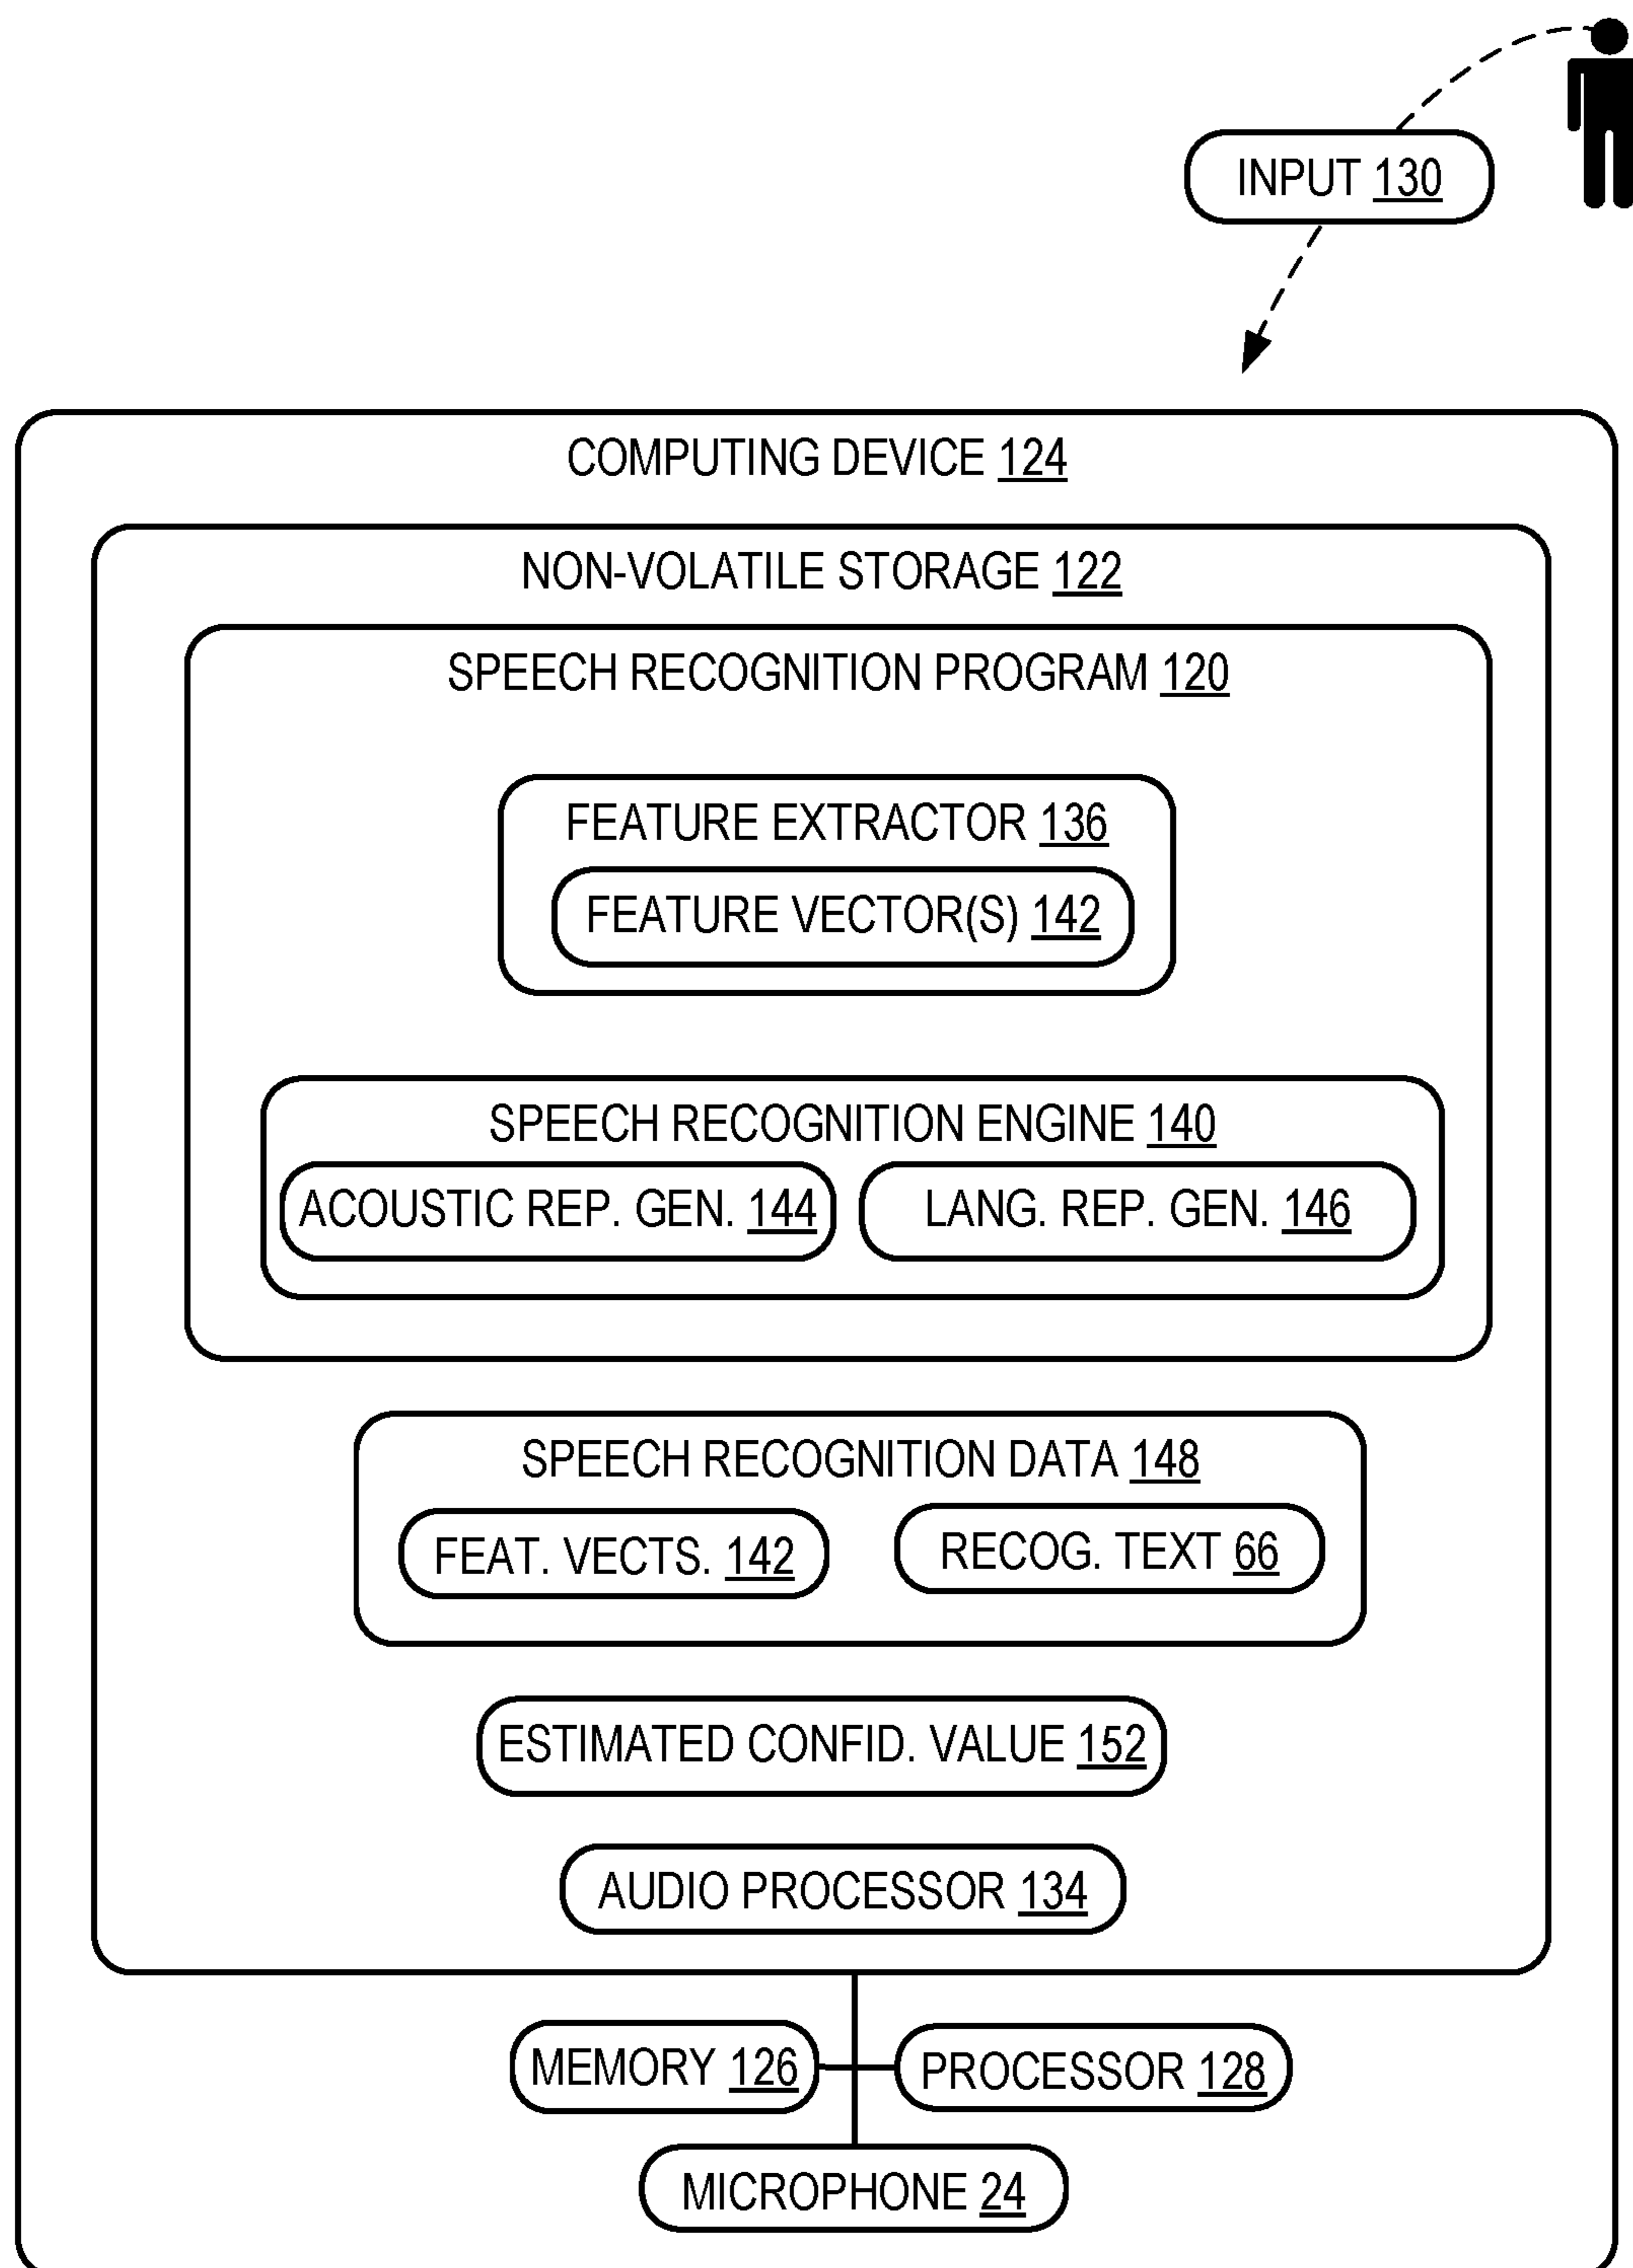 INPUT 130
COMPUTING DEVICE 124
NON-VOLATILE STORAGE 122
SPEECH RECOGNITION PROGRAM 120
FEATURE EXTRACTOR 136
FEATURE VECTOR(S) 142
SPEECH RECOGNITION ENGINE 140
ACOUSTIC REP. GEN. 144 LANG. REP. GEN. 146
SPEECH RECOGNITION DATA 148
FEAT. VECTS. 142 RECOG. TEXT 66
ESTIMATED CONFID. VALUE 152
AUDIO PROCESSOR 134
MEMORY 126 PROCESSOR 128
MICROPHONE 24